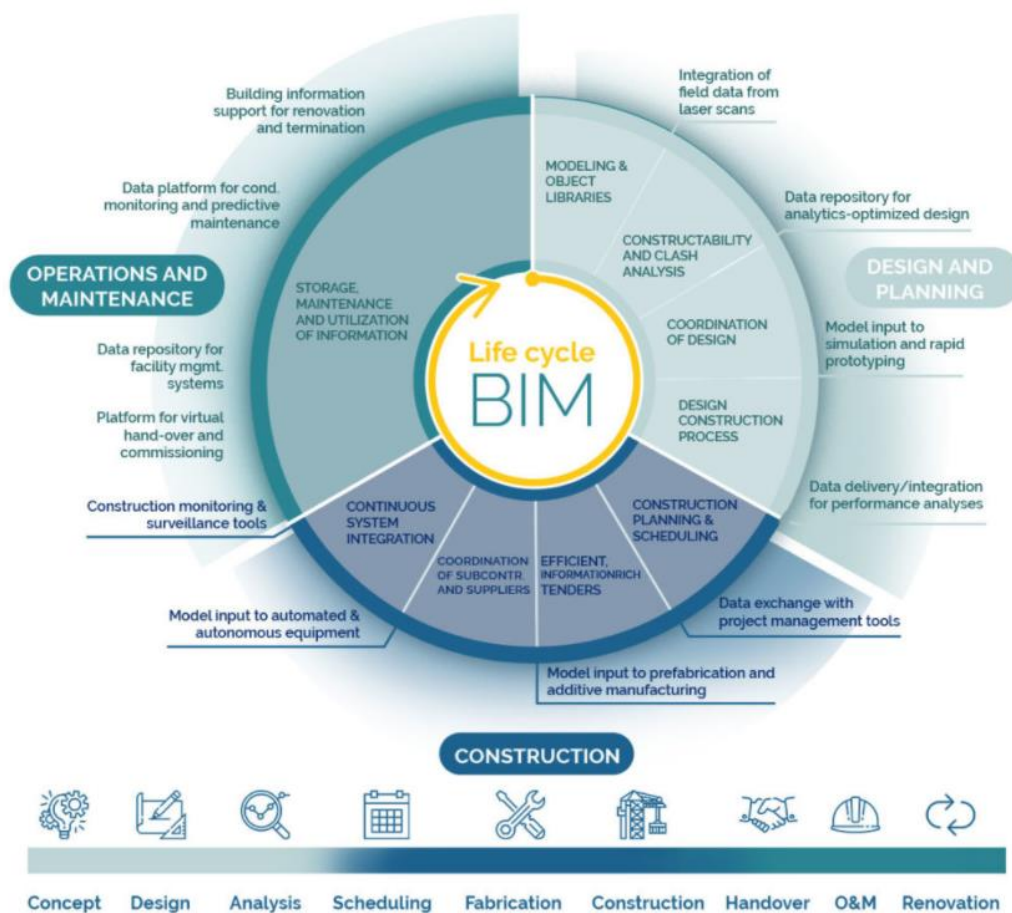 Building information
support for renovation
and termination
Data platform for cond.
monitoring and predictive
maintenance
OPERATIONS AND
MAINTENANCE
Data repository for
facility mgmt.
systems
Platform for virtual
hand-over and
commissioning
Construction monitoring &
surveillance tools
Model input to automated &
autonomous equipment
STORAGE,
MAINTENANCE
AND UTILIZATION
OF INFORMATION
Life cycle
BIM
MODELING &
OBJECT
LIBRARIES
CONSTRUCTABILITY
AND CLASH
ANALYSIS
COORDINATION
OF DESIGN
DESIGN
CONSTRUCTION
PROCESS
CONSTRUCTION
PLANNING &
SCHEDULING
EFFICIENT,
INFORMATIONRICH
TENDERS
COORDINATION
OF SUBCONTR.
AND SUPPLIERS
CONTINUOUS
SYSTEM
INTEGRATION
Integration of
field data from
laser scans
Data repository for
analytics-optimized design
DESIGN AND
PLANNING
Model input to
simulation and rapid
prototyping
Data delivery/integration
for performance analyses
Data exchange with
project management tools
Model input to prefabrication and
additive manufacturing
CONSTRUCTION
Concept Design Analysis Scheduling Fabrication Construction Handover O&M Renovation